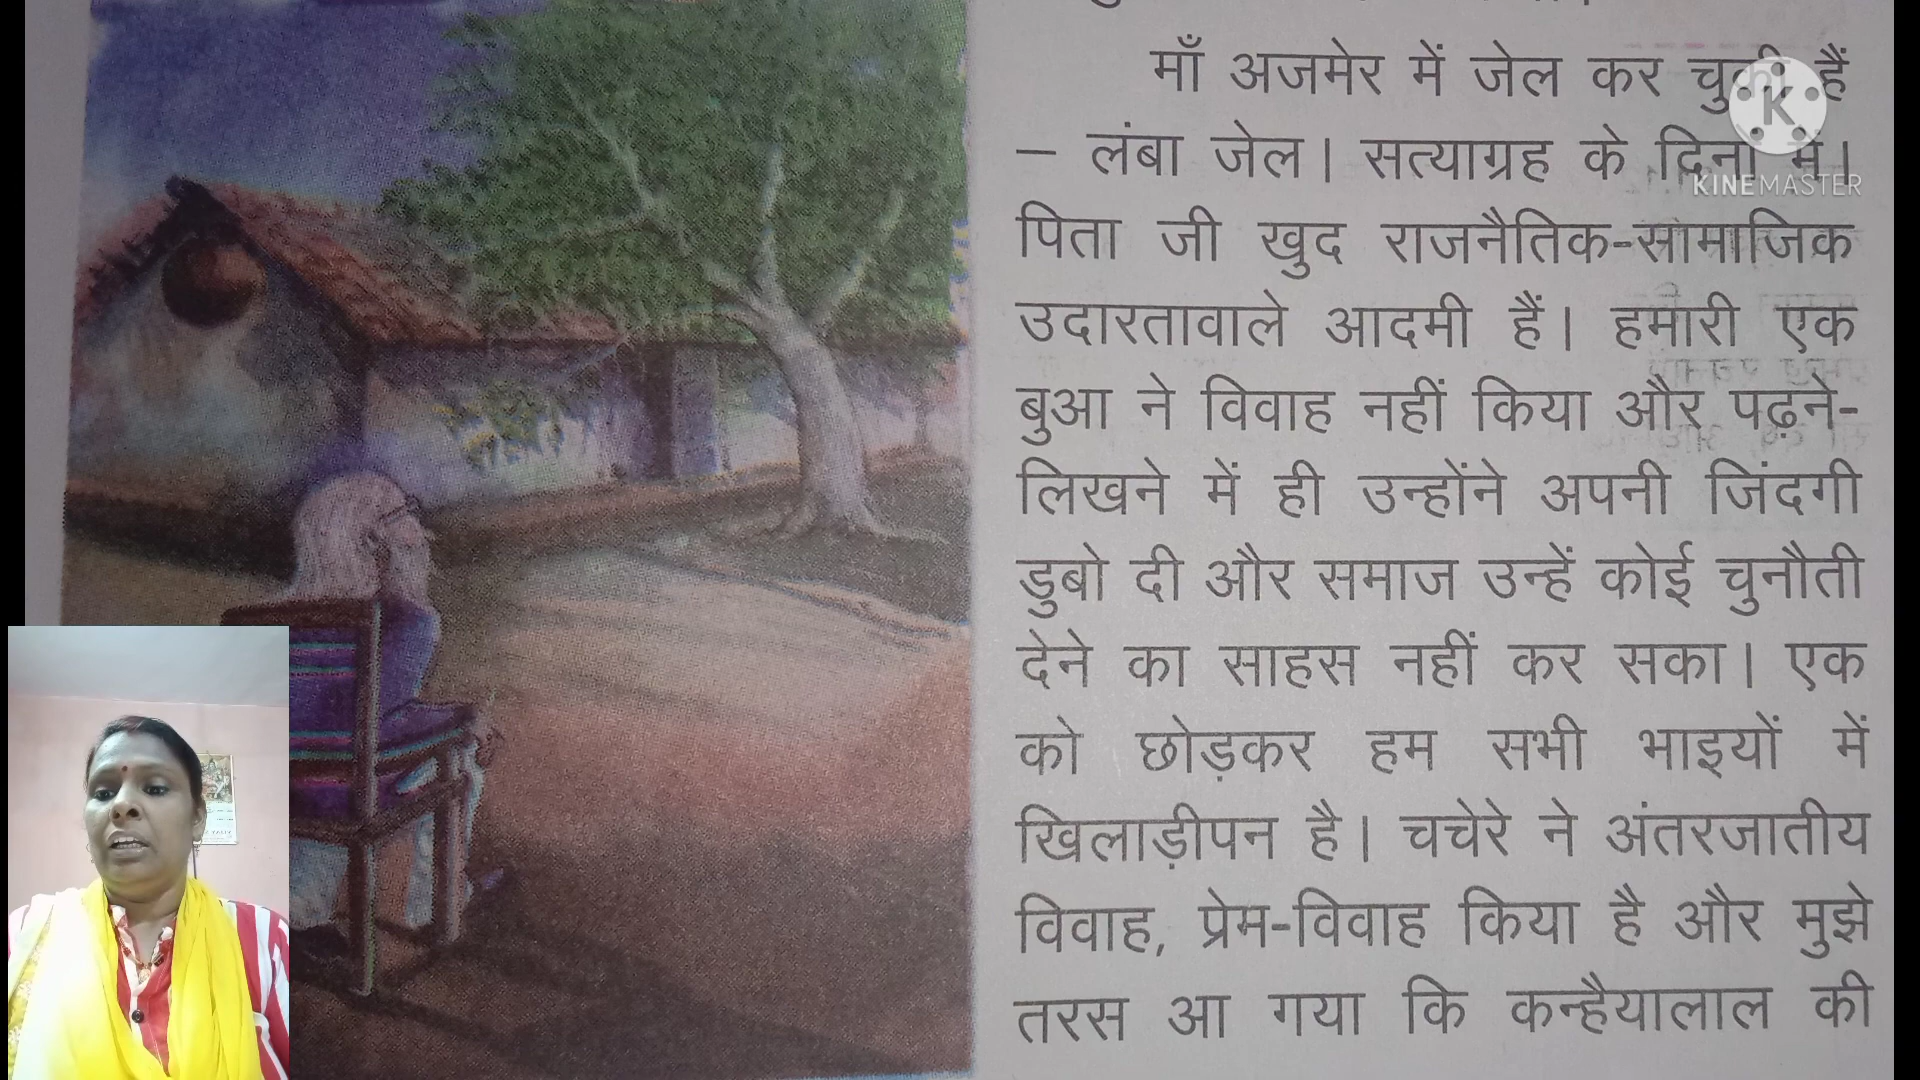 माँ अजमेर में जेल कर चुकी हैं
– लंबा जेल। सत्याग्रह के दिनों में।
पिता जी खुद राजनैतिक-सामाजिक
उदारतावाले आदमी हैं। हमारी एक
बुआ ने विवाह नहीं किया और पढ़ने-
लिखने में ही उन्होंने अपनी जिंदगी
डुबो दी और समाज उन्हें कोई चुनौती
देने का साहस नहीं कर सका। एक
को छोड़कर हम सभी भाइयों में
खिलाड़ीपन है। चचेरे ने अंतरजातीय
विवाह, प्रेम-विवाह किया है और मुझे
तरस आ गया कि कन्हैयालाल की
K
KINEMASTER